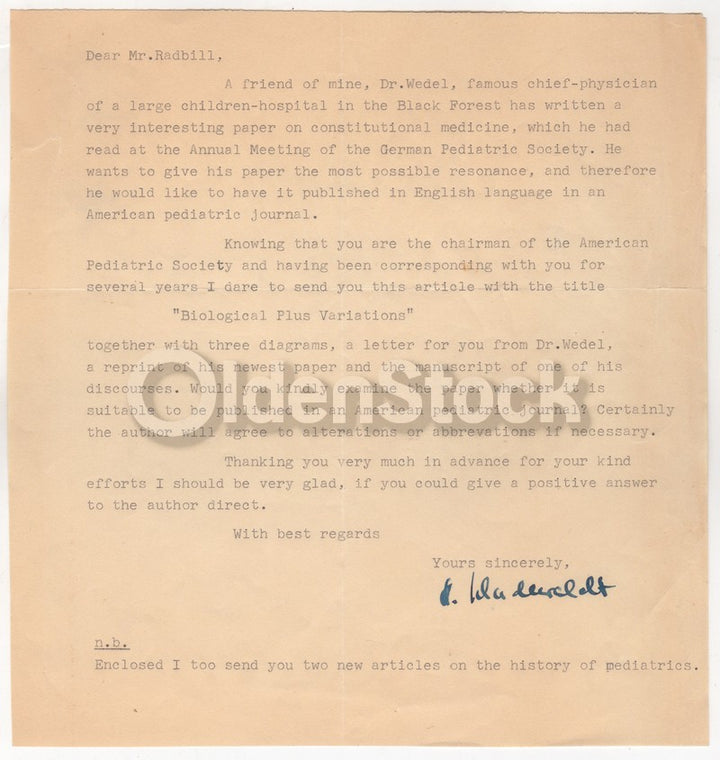 Dear Mr.Radbill,
A friend of mine, Dr.Wedel, famous chief-physician
of a large children-hospital in the Black Forest has written a
very interesting paper on constitutional medicine, which he had
read at the Annual Meeting of the German Pediatric Society. He
wants to give his paper the most possible resonance, and therefore
he would like to have it published in English language in an
American pediatric journal.
Knowing that you are the chairman of the American
Pediatric Society and having been corresponding with you for
several years I dare to send you this article with the title
"Biological Plus Variations"
together with three diagrams, a letter for you from Dr.Wedel,
a reprint of his newest paper and the manuscript of one of his
discourses. Would you kindly examine the paper whether it is
suitable to be published in an American pediatric journal? Certainly
the author will agree to alterations or abbrevations if necessary.
OldenStock
Thanking you very much in advance for your kind
efforts I should be very glad, if you could give a positive answer
to the author direct.
With best regards
Yours sincerely,
n.b.
Enclosed I too send you two new articles on the history of pediatrics.